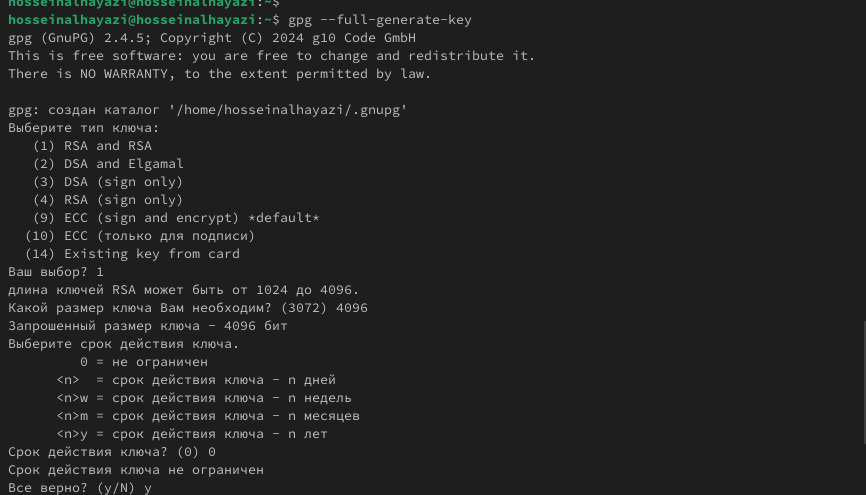 hosseinalhayazi@hosseinalhayazi:~$
hosseinalhayazi@hosseinalhayazi:~$ gpg --full-generate-key
gpg (GnuPG) 2.4.5; Copyright (C) 2024 g10 Code GmbH
This is free software: you are free to change and redistribute it.
There is NO WARRANTY, to the extent permitted by law.

gpg: создан каталог '/home/hosseinalhayazi/.gnupg'
Выберите тип ключа:
   (1) RSA and RSA
   (2) DSA and Elgamal
   (3) DSA (sign only)
   (4) RSA (sign only)
   (9) ECC (sign and encrypt) *default*
  (10) ECC (только для подписи)
  (14) Existing key from card
Ваш выбор? 1
длина ключей RSA может быть от 1024 до 4096.
Какой размер ключа Вам необходим? (3072) 4096
Запрошенный размер ключа - 4096 бит
Выберите срок действия ключа.
         0 = не ограничен
      <n>  = срок действия ключа - n дней
      <n>w = срок действия ключа - n недель
      <n>m = срок действия ключа - n месяцев
      <n>y = срок действия ключа - n лет
Срок действия ключа? (0) 0
Срок действия ключа не ограничен
Все верно? (y/N) y